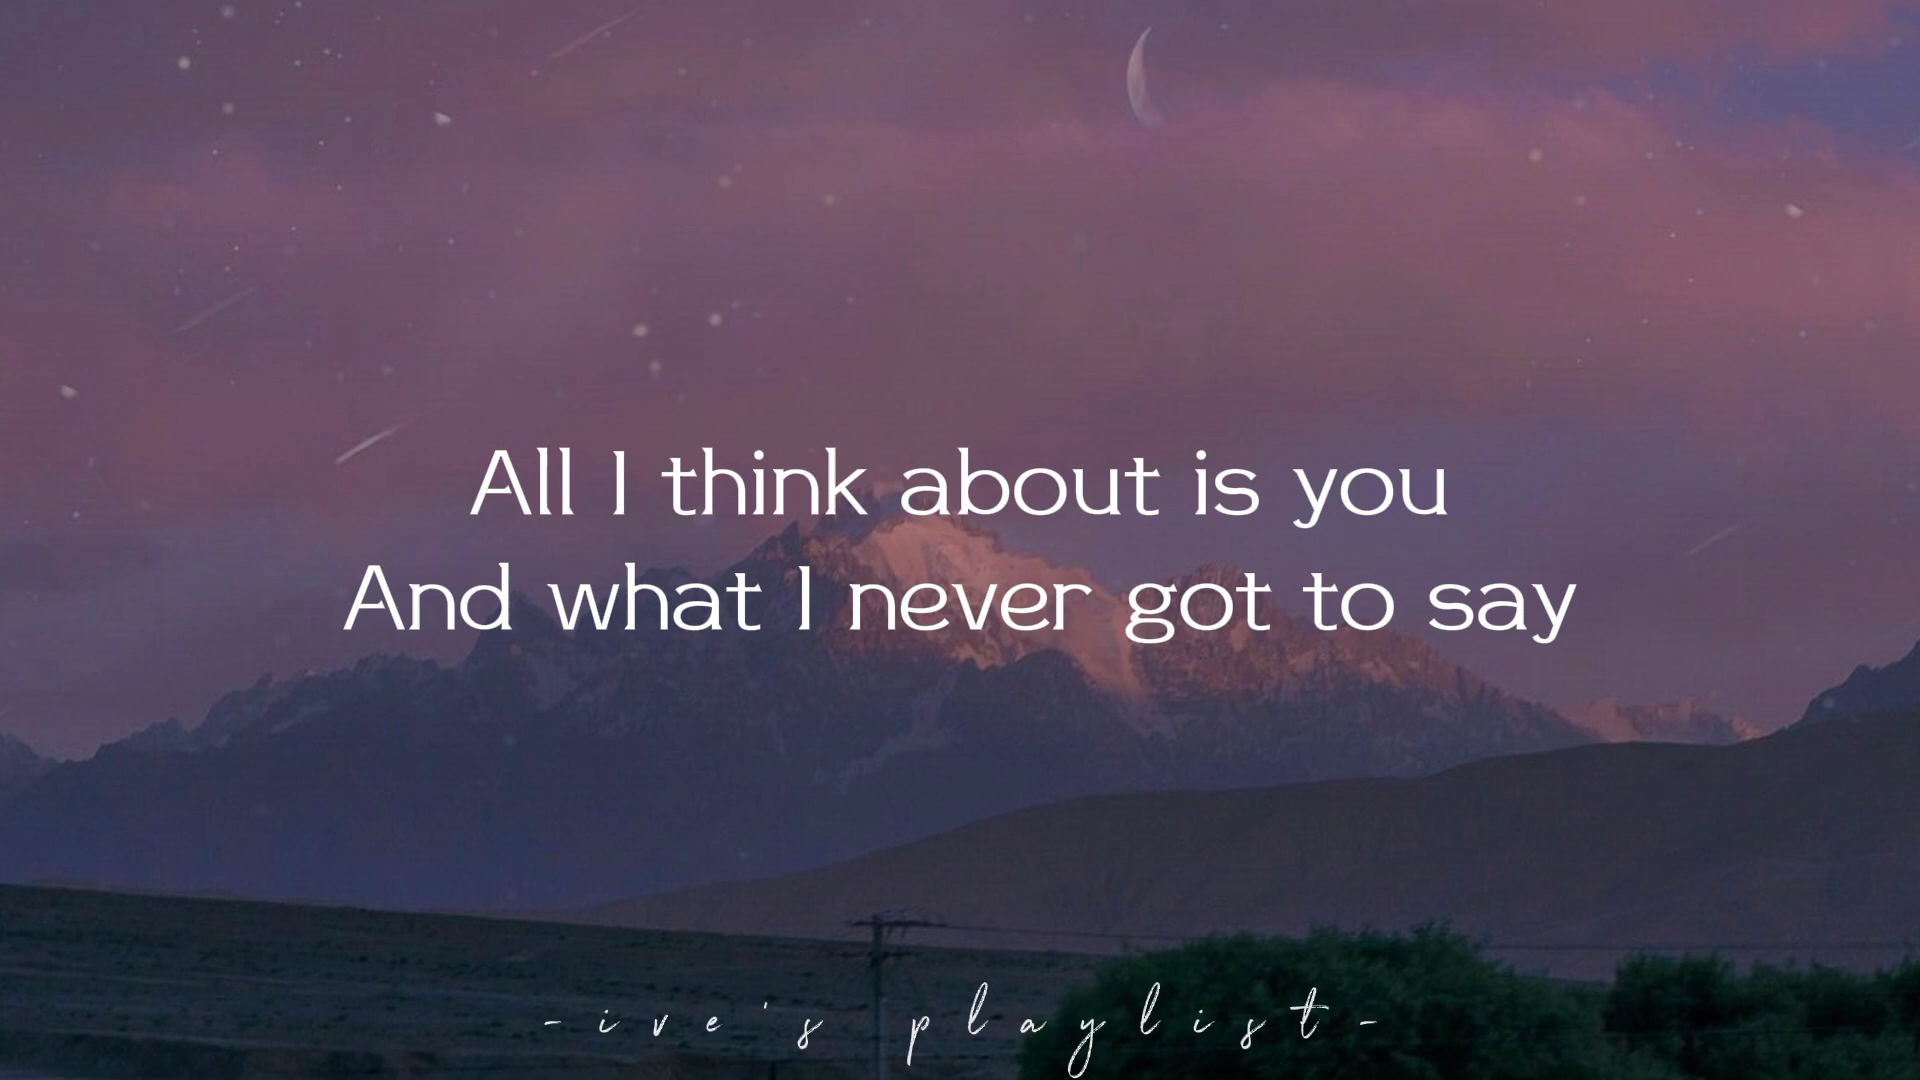 All I think about is you
And what I never got to say
-ive's playlist-